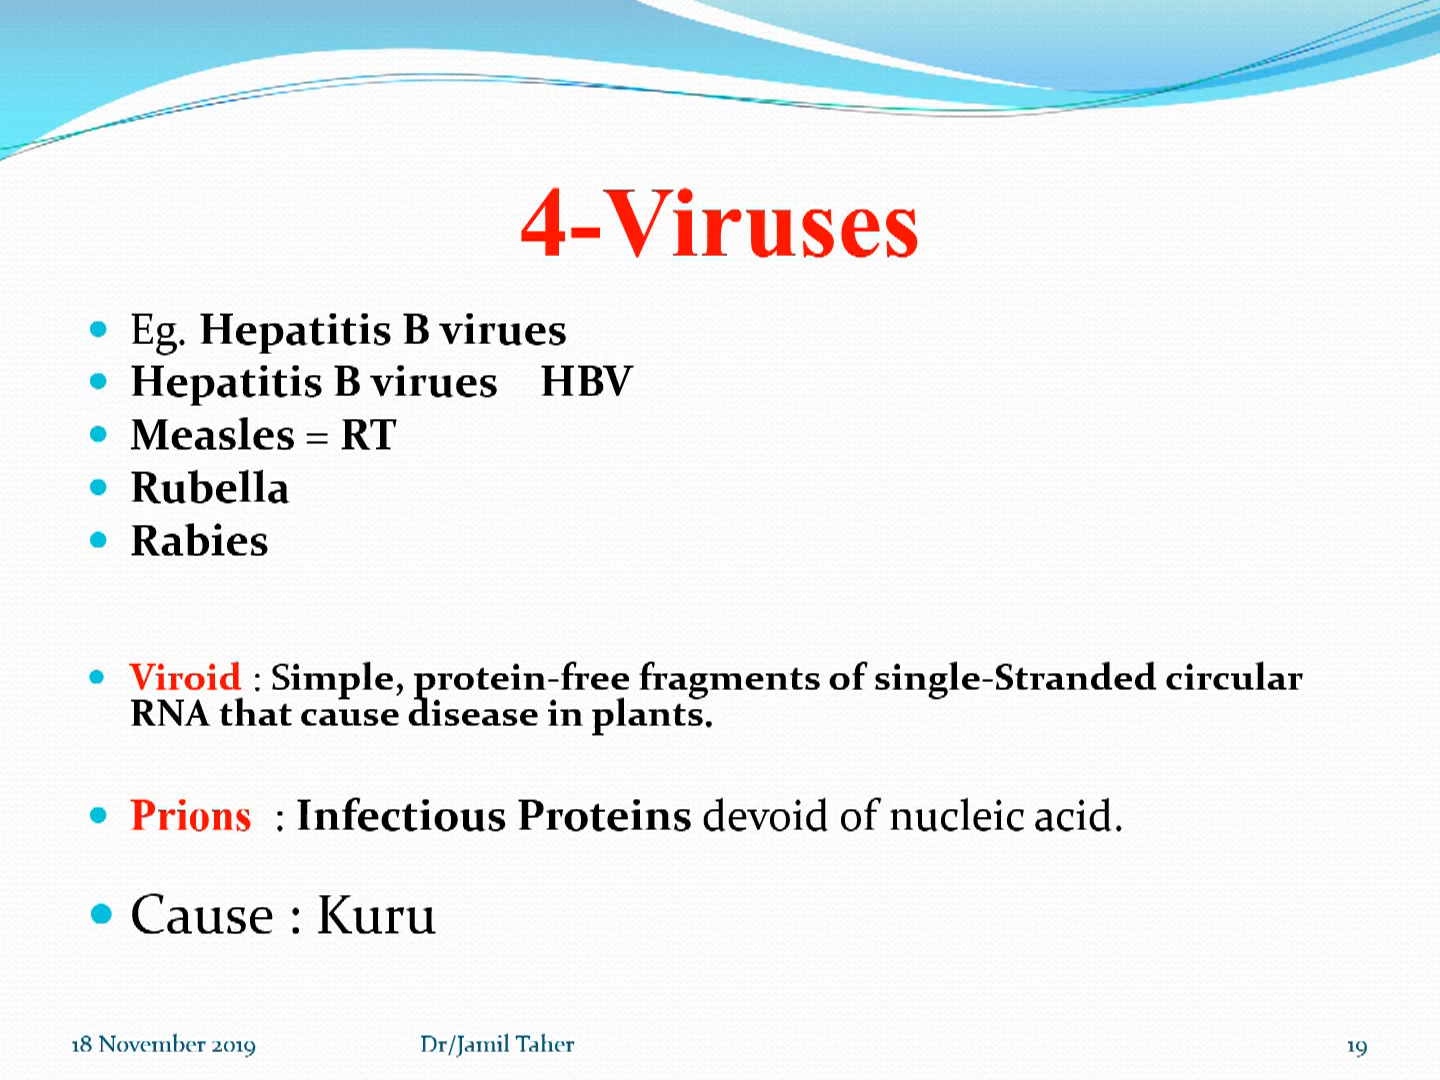 4-Viruses
Eg. Hepatitis B virues
Hepatitis B virues HBV
Measles = RT
Rubella
Rabies
Viroid : Simple, protein-free fragments of single-Stranded circular
RNA that cause disease in plants.
Prions : Infectious Proteins devoid of nucleic acid.
Cause : Kuru
18 November 2019 Dr/Jamil Taher 19